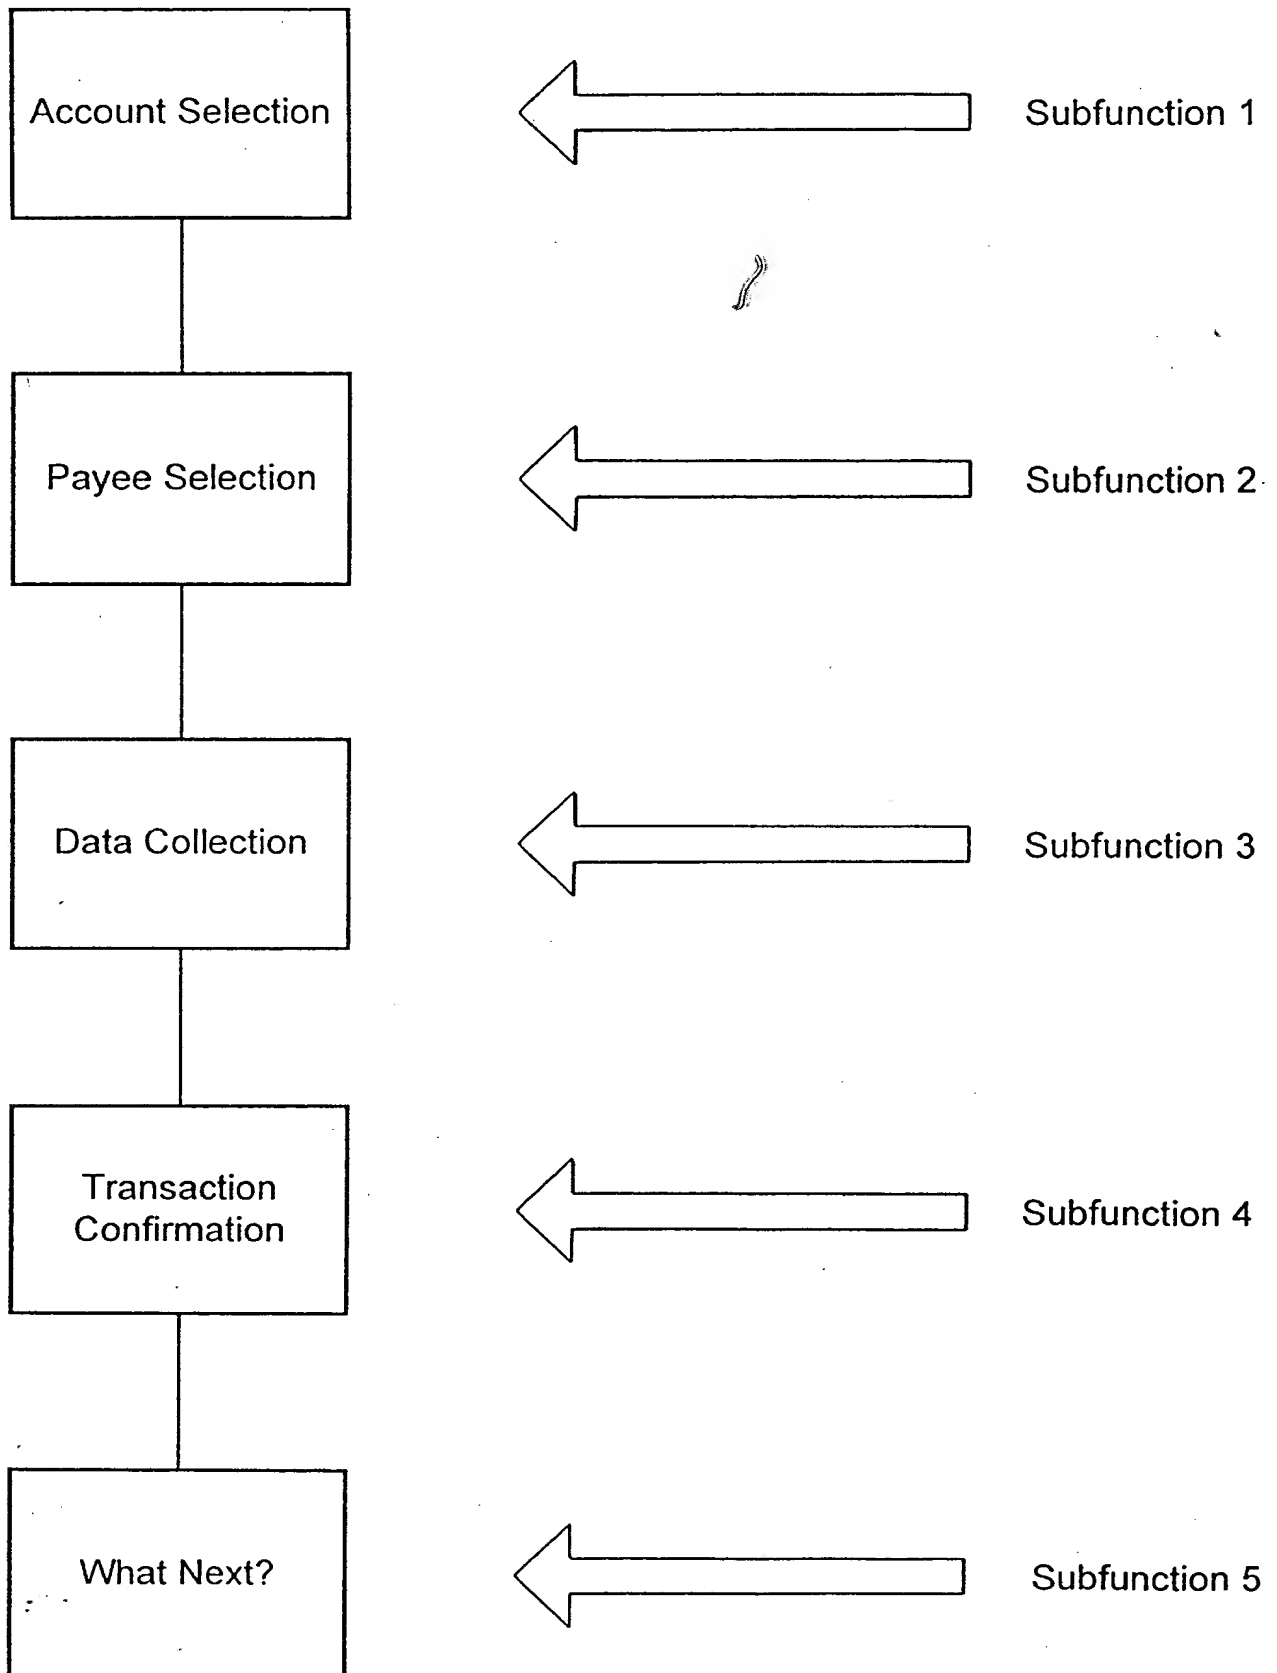 Account Selection
Subfunction 1
Payee Selection
Subfunction 2
Data Collection
Subfunction 3
Transaction
Confirmation
Subfunction 4
What Next?
Subfunction 5